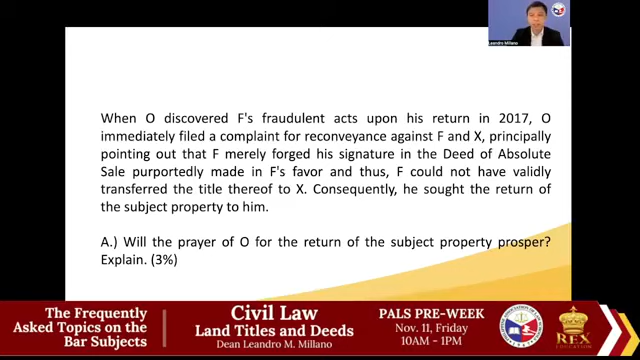 Leandro Millano
When O discovered F's fraudulent acts upon his return in 2017, O
immediately filed a complaint for reconveyance against F and X, principally
pointing out that F merely forged his signature in the Deed of Absolute
Sale purportedly made in F's favor and thus, F could not have validly
transferred the title thereof to X. Consequently, he sought the return of
the subject property to him.
A.) Will the prayer of O for the return of the subject property prosper?
Explain. (3%)
The Frequently
Asked Topics on the
Bar Subjects
Civil Law
Land Titles and Deeds
Dean Leandro M. Millano
PALS PRE-WEEK
Nov. 11, Friday
10AM - 1PM
REX
EDUCATION